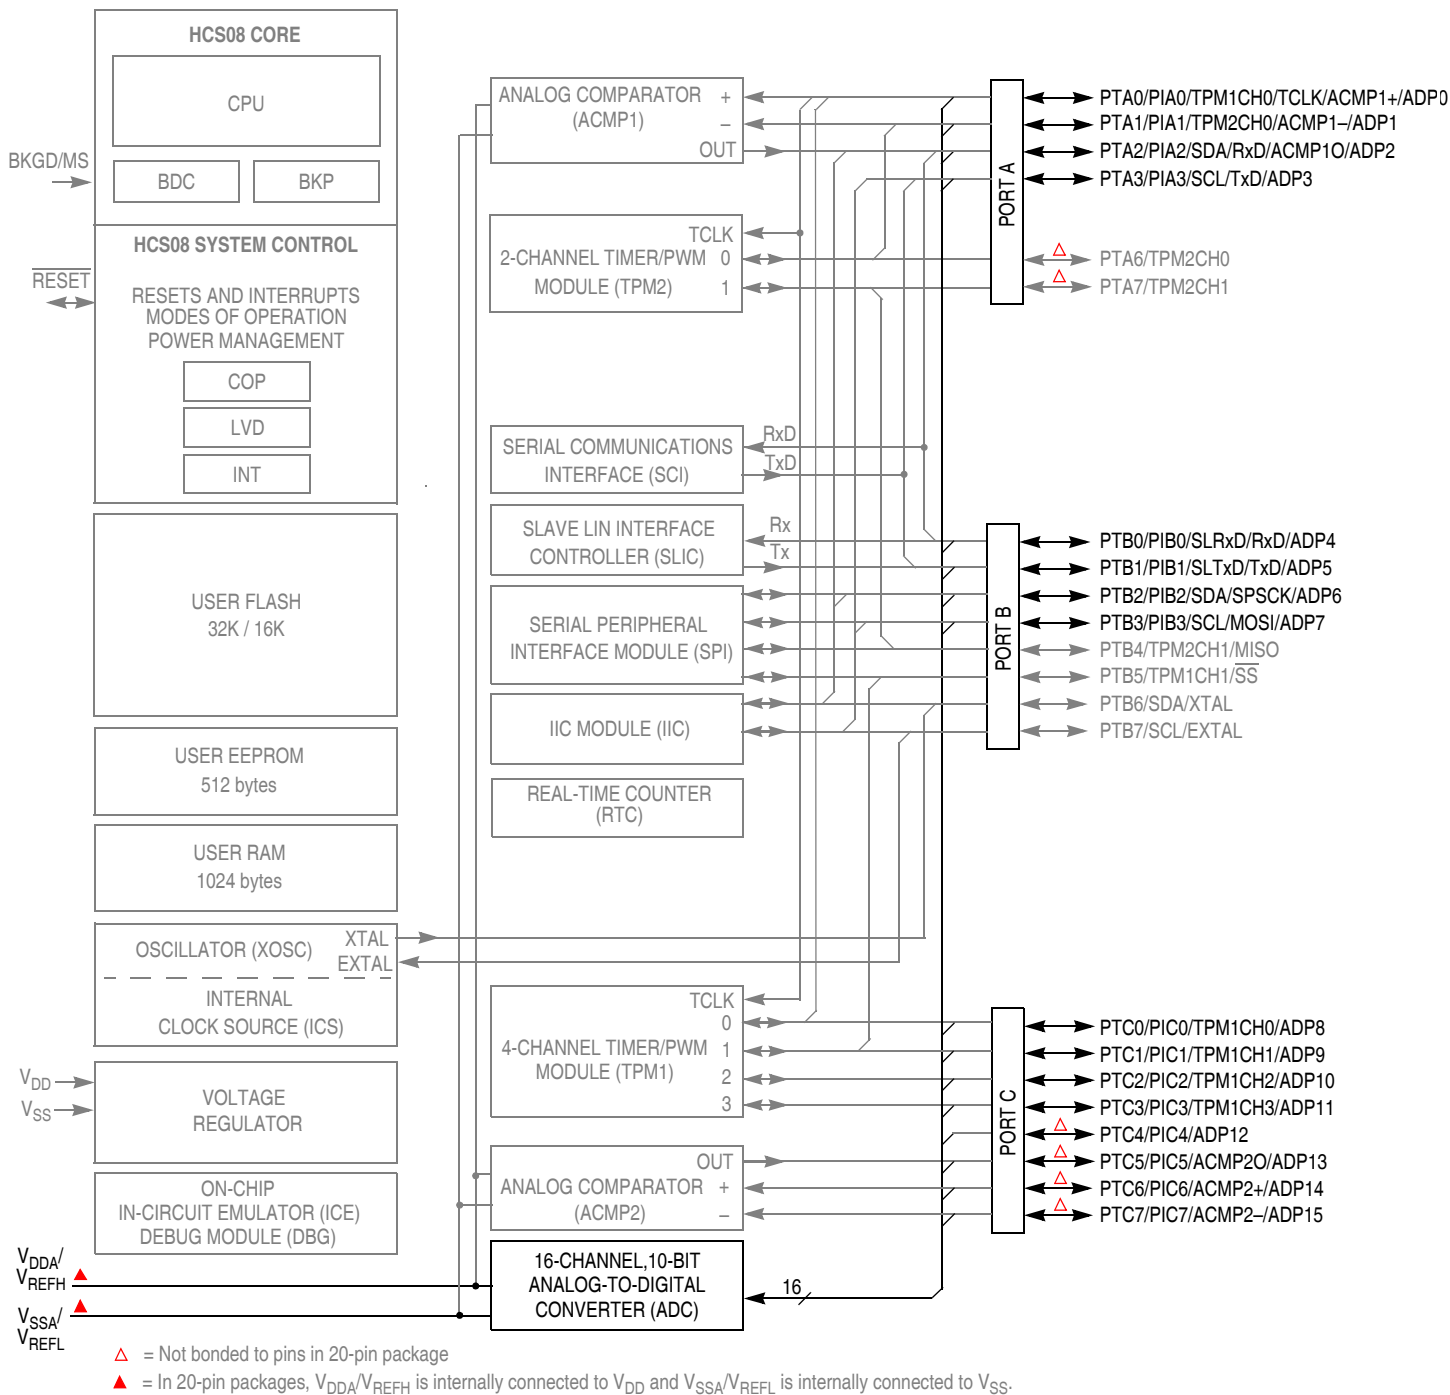 HCS08 CORE
CPU
BDC
BKP
BKGD/MS
HCS08 SYSTEM CONTROL
RESET
RESETS AND INTERRUPTS
MODES OF OPERATION
POWER MANAGEMENT
COP
LVD
INT
USER FLASH
32K / 16K
USER EEPROM
512 bytes
USER RAM
1024 bytes
OSCILLATOR (XOSC)
XTAL
EXTAL
INTERNAL
CLOCK SOURCE (ICS)
VDD
VSS
VOLTAGE
REGULATOR
ON-CHIP
IN-CIRCUIT EMULATOR (ICE)
DEBUG MODULE (DBG)
VDDA/
VREFH
VSSA/
VREFL
ANALOG COMPARATOR +
(ACMP1) –
OUT
TCLK
2-CHANNEL TIMER/PWM 0
MODULE (TPM2) 1
SERIAL COMMUNICATIONS
INTERFACE (SCI)
RxD
TxD
SLAVE LIN INTERFACE
CONTROLLER (SLIC)
Rx
Tx
SERIAL PERIPHERAL
INTERFACE MODULE (SPI)
IIC MODULE (IIC)
REAL-TIME COUNTER
(RTC)
TCLK
0
4-CHANNEL TIMER/PWM 1
MODULE (TPM1) 2
3
OUT
ANALOG COMPARATOR +
(ACMP2) –
16-CHANNEL,10-BIT
ANALOG-TO-DIGITAL
CONVERTER (ADC)
16
PORT A
PTA0/PIA0/TPM1CH0/TCLK/ACMP1+/ADP0
PTA1/PIA1/TPM2CH0/ACMP1–/ADP1
PTA2/PIA2/SDA/RxD/ACMP1O/ADP2
PTA3/PIA3/SCL/TxD/ADP3
PTA6/TPM2CH0
PTA7/TPM2CH1
PORT B
PTB0/PIB0/SLRxD/RxD/ADP4
PTB1/PIB1/SLTxD/TxD/ADP5
PTB2/PIB2/SDA/SPSCK/ADP6
PTB3/PIB3/SCL/MOSI/ADP7
PTB4/TPM2CH1/MISO
PTB5/TPM1CH1/SS
PTB6/SDA/XTAL
PTB7/SCL/EXTAL
PORT C
PTC0/PIC0/TPM1CH0/ADP8
PTC1/PIC1/TPM1CH1/ADP9
PTC2/PIC2/TPM1CH2/ADP10
PTC3/PIC3/TPM1CH3/ADP11
PTC4/PIC4/ADP12
PTC5/PIC5/ACMP2O/ADP13
PTC6/PIC6/ACMP2+/ADP14
PTC7/PIC7/ACMP2–/ADP15
△ = Not bonded to pins in 20-pin package
▲ = In 20-pin packages, VDDA/VREFH is internally connected to VDD and VSSA/VREFL is internally connected to VSS.